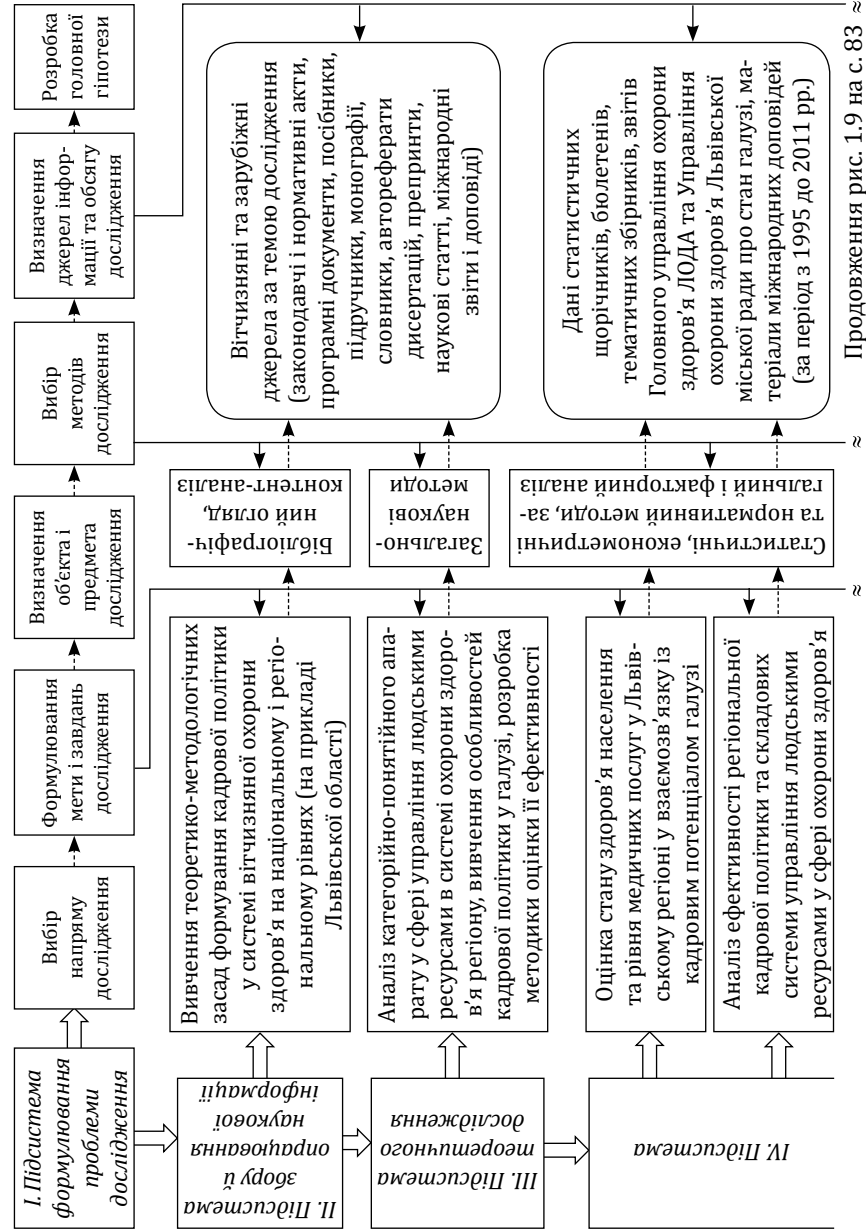 І. Підсистема
формулювання
проблеми
дослідження
Вибір
напряму
дослідження
Формулювання
мети і завдань
дослідження
Визначення
об'єкта і
предмета
дослідження
Вибір
методів
дослідження
Визначення
джерел інфор-
мації та обсягу
дослідження
Розробка
головної
гіпотези
ІІ. Підсистема
збору й
опрацювання
наукової
інформації
Вивчення теоретико-методологічних
засад формування кадрової політики
у системі вітчизняної охорони
здоров'я на національному і регіо-
нальному рівнях (на прикладі
Львівської області)
Бібліографіч-
ний огляд,
контент-аналіз
Вітчизняні та зарубіжні
джерела за темою дослідження
(законодавчі і нормативні акти,
програмні документи, посібники,
підручники, монографії,
словники, автореферати
дисертацій, препринти,
наукові статті, міжнародні
звіти і доповіді)
ІІІ. Підсистема
теоретичного
дослідження
Аналіз категорійно-понятійного апа-
рату у сфері управління людськими
ресурсами в системі охорони здоро-
в'я регіону, вивчення особливостей
кадрової політики у галузі, розробка
методики оцінки її ефективності
Загально-
наукові
методи
IV. Підсистема
Оцінка стану здоров'я населення
та рівня медичних послуг у Львів-
ському регіоні у взаємозв'язку із
кадровим потенціалом галузі
Аналіз ефективності регіональної
кадрової політики та складових
системи управління людськими
ресурсами у сфері охорони здоров'я
Статистичні, економетричні
та нормативний методи, за-
гальний і факторний аналіз
Дані статистичних
щорічників, бюлетенів,
тематичних збірників, звітів
Головного управління охорони
здоров'я ЛОДА та Управління
охорони здоров'я Львівської
міської ради про стан галузі, ма-
теріали міжнародних доповідей
(за період з 1995 до 2011 рр.)
Продовження рис. 1.9 на с. 83